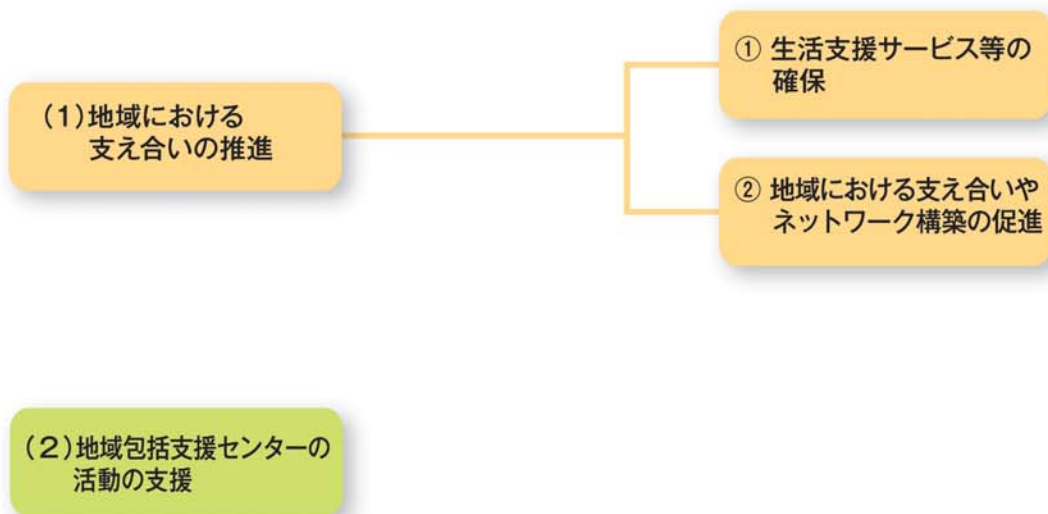 (1)地域における
支え合いの推進
① 生活支援サービス等の
確保
② 地域における支え合いや
ネットワーク構築の促進
(2)地域包括支援センターの
活動の支援